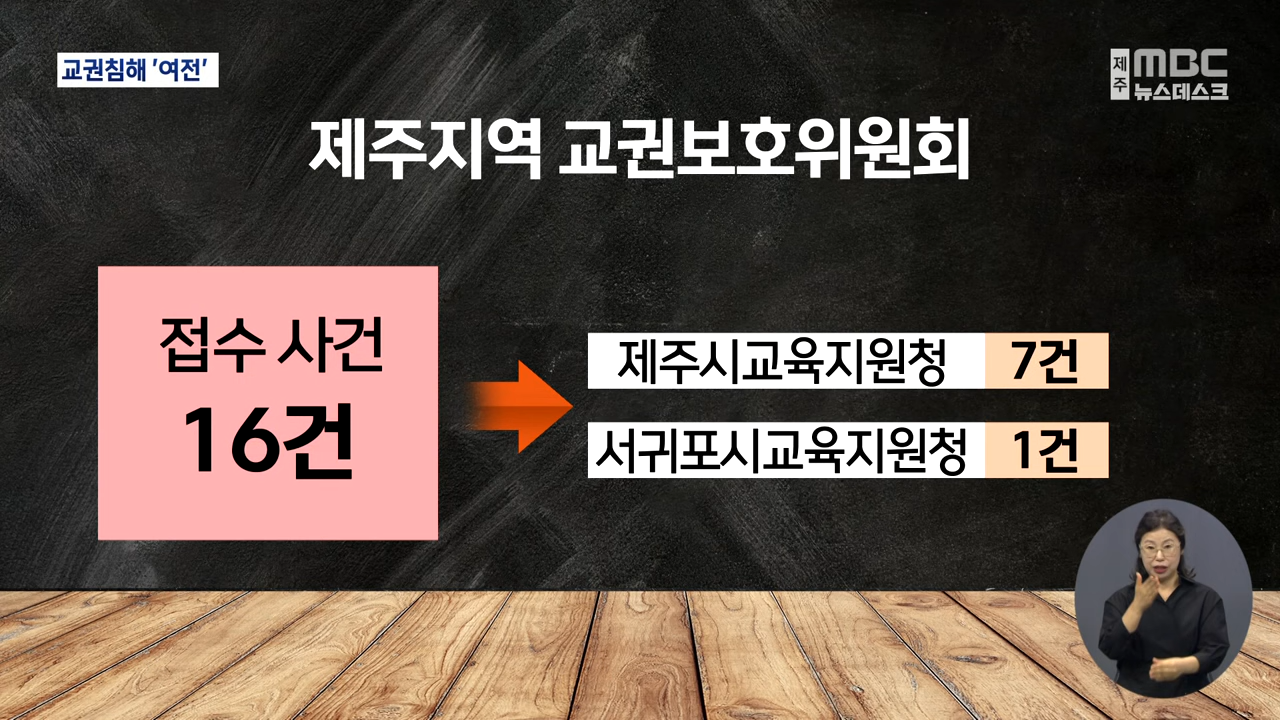 교권침해 '여전'
제주 MBC
뉴스데스크
제주지역 교권보호위원회
접수 사건
16건
제주시교육지원청 7건
서귀포시교육지원청 1건